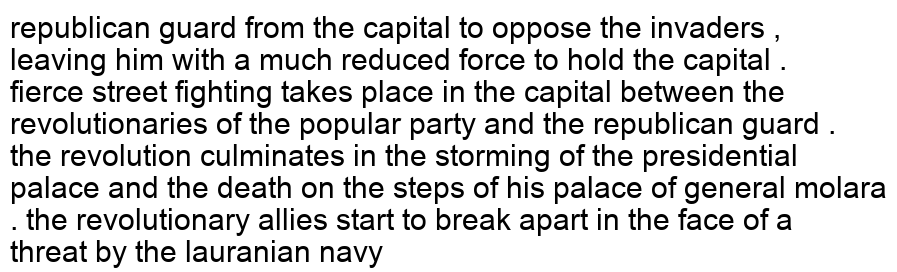 republican guard from the capital to oppose the invaders ,
leaving him with a much reduced force to hold the capital .
fierce street fighting takes place in the capital between the
revolutionaries of the popular party and the republican guard .
the revolution culminates in the storming of the presidential
palace and the death on the steps of his palace of general molara
. the revolutionary allies start to break apart in the face of a
threat by the lauranian navy